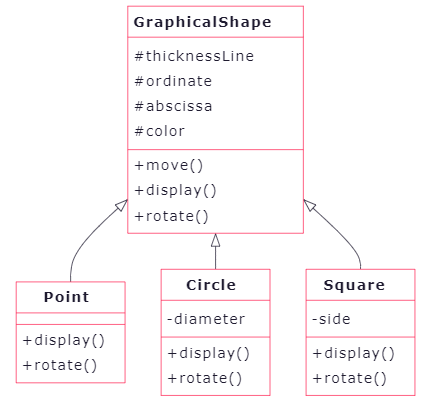 GraphicalShape
#thicknessLine
#ordinate
#abscissa
#color
+move()
+display()
+rotate()
Point
+display()
+rotate()
Circle
-diameter
+display()
+rotate()
Square
-side
+display()
+rotate()